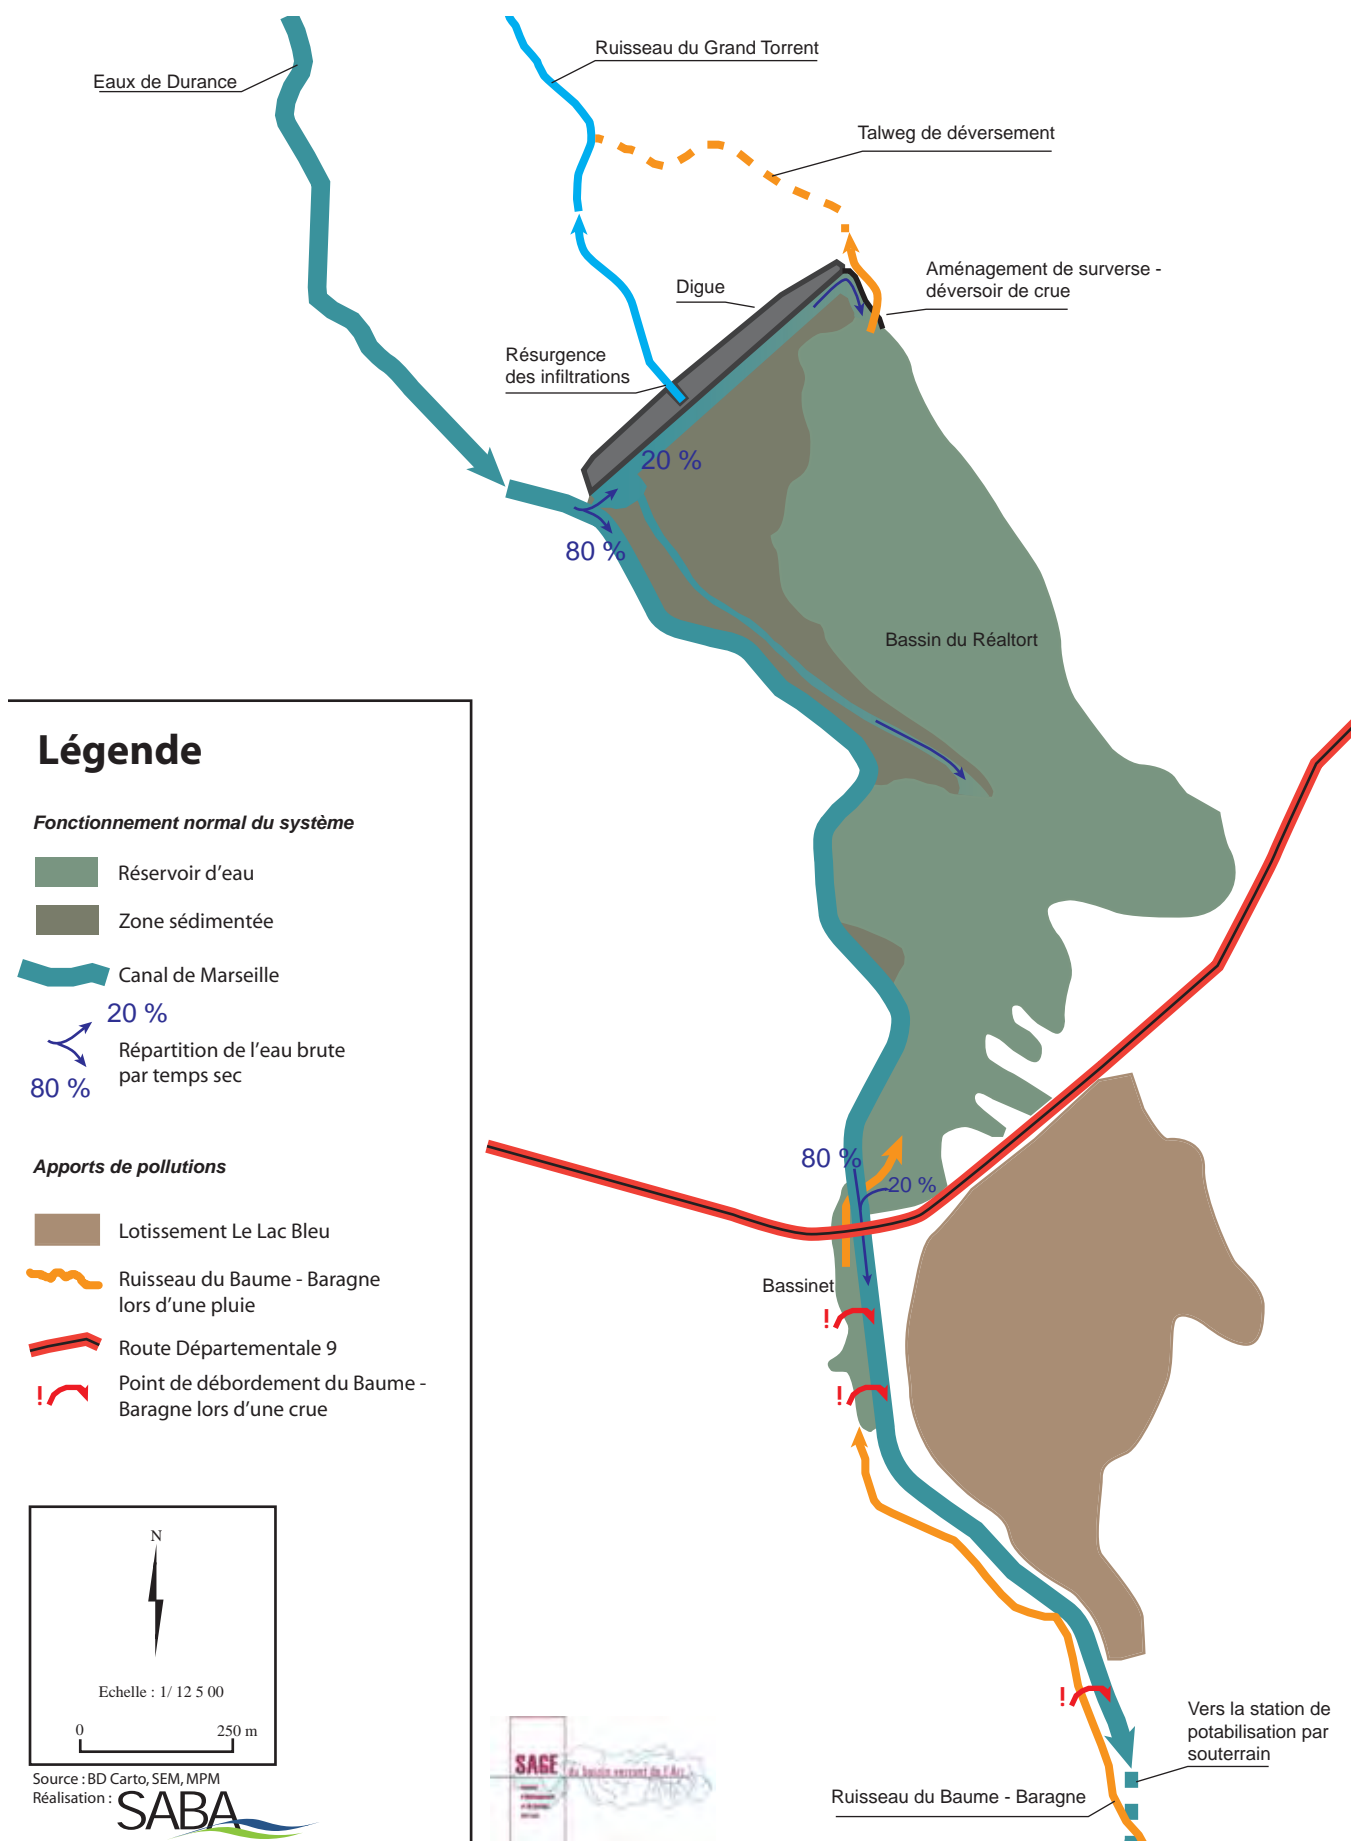 Ruisseau du Grand Torrent
Eaux de Durance
Talweg de déversement
Aménagement de surverse -
déversoir de crue
Digue
Résurgence
des infiltrations
20 %
80 %
Bassin du Réaltort
Légende
Fonctionnement normal du système
Réservoir d'eau
Zone sédimentée
Canal de Marseille
20 %
Répartition de l'eau brute
par temps sec
80 %
Apports de pollutions
Lotissement Le Lac Bleu
Ruisseau du Baume - Baragne
lors d'une pluie
Route Départementale 9
! Point de débordement du Baume -
Baragne lors d'une crue
80 %
20 %
Bassinet
!
!
!
N
Echelle : 1/ 12 5 00
0 250 m
Source : BD Carto, SEM, MPM
Réalisation :
SABA
SAGE
du bassin versant de l'Arc
Vers la station de
potabilisation par
souterrain
Ruisseau du Baume - Baragne